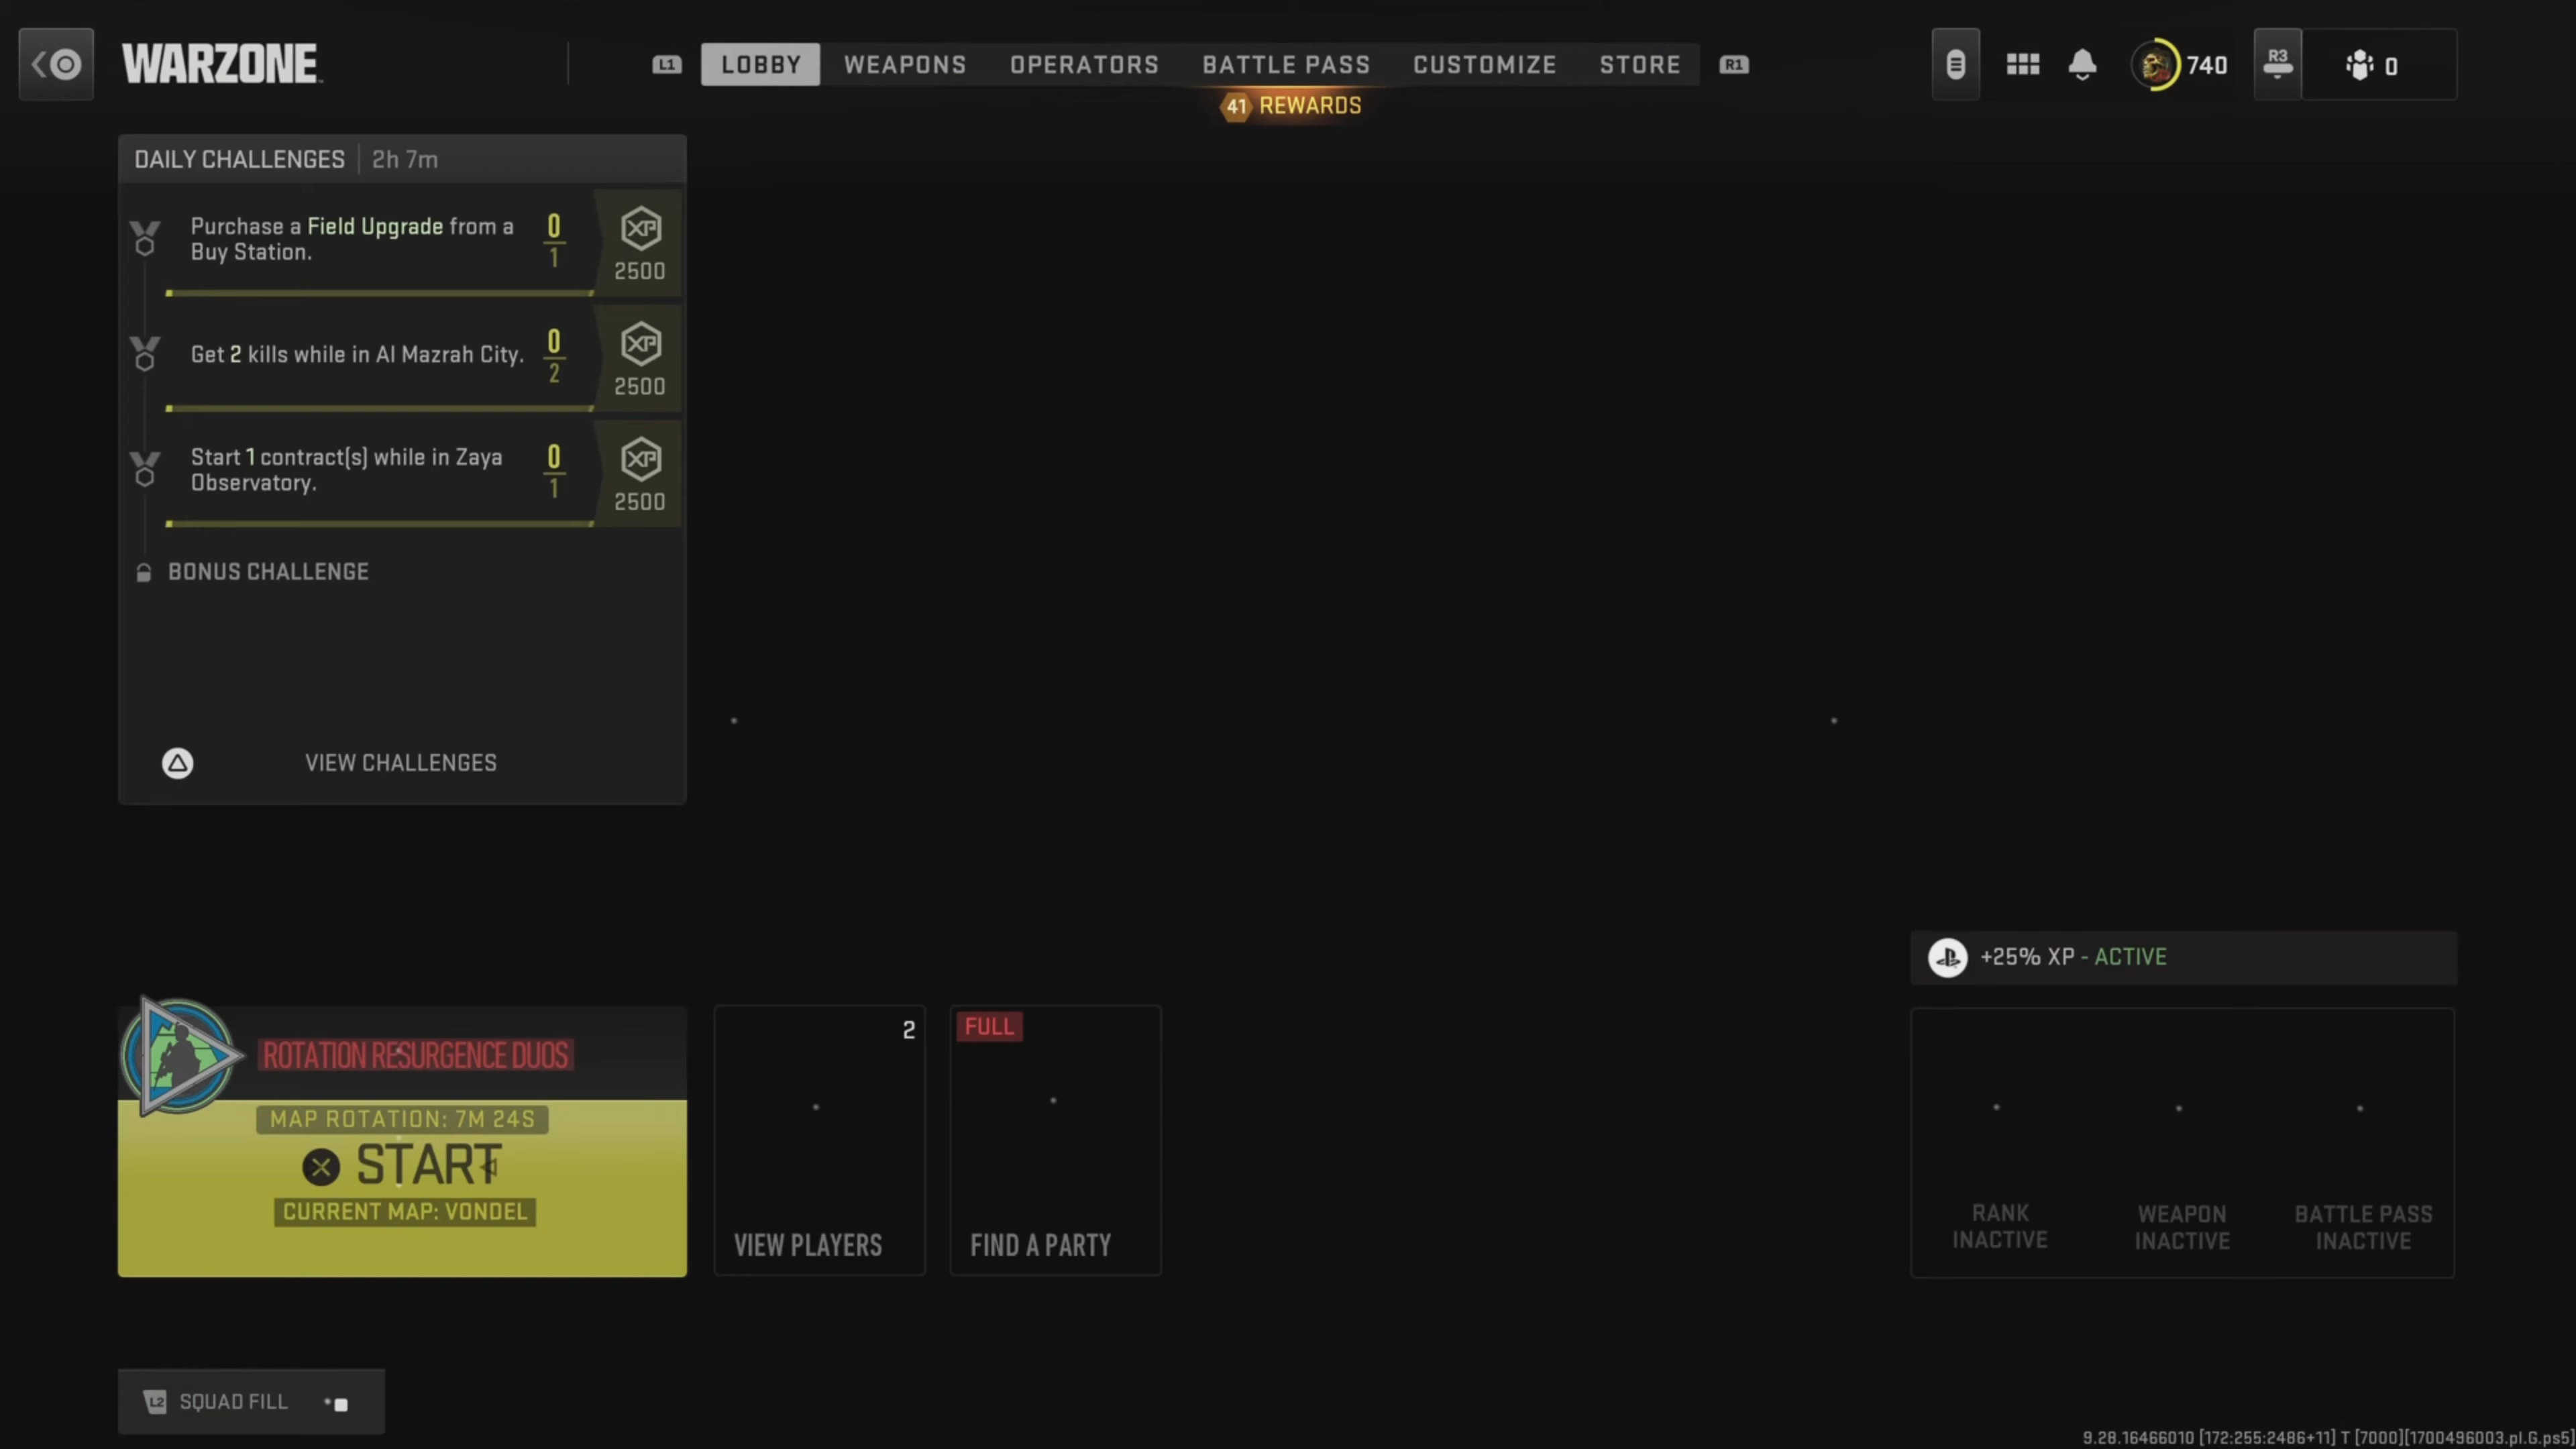 WARZONE
L1
LOBBY
WEAPONS
OPERATORS
BATTLE PASS
CUSTOMIZE
STORE
R1
740
R3
0
41 REWARDS
DAILY CHALLENGES 2h 7m
Purchase a Field Upgrade from a
Buy Station.
0
1
XP
2500
Get 2 kills while in Al Mazrah City.
0
2
XP
2500
Start 1 contract(s) while in Zaya
Observatory.
0
1
XP
2500
BONUS CHALLENGE
VIEW CHALLENGES
+25% XP - ACTIVE
ROTATION RESURGENCE DUOS
MAP ROTATION: 7M 24S
START
CURRENT MAP: VONDEL
2
VIEW PLAYERS
FULL
FIND A PARTY
RANK
INACTIVE
WEAPON
INACTIVE
BATTLE PASS
INACTIVE
L2 SQUAD FILL
9.28.16466010 [172:255:2486+11] T [7000][1700496003.pl.G.ps5]